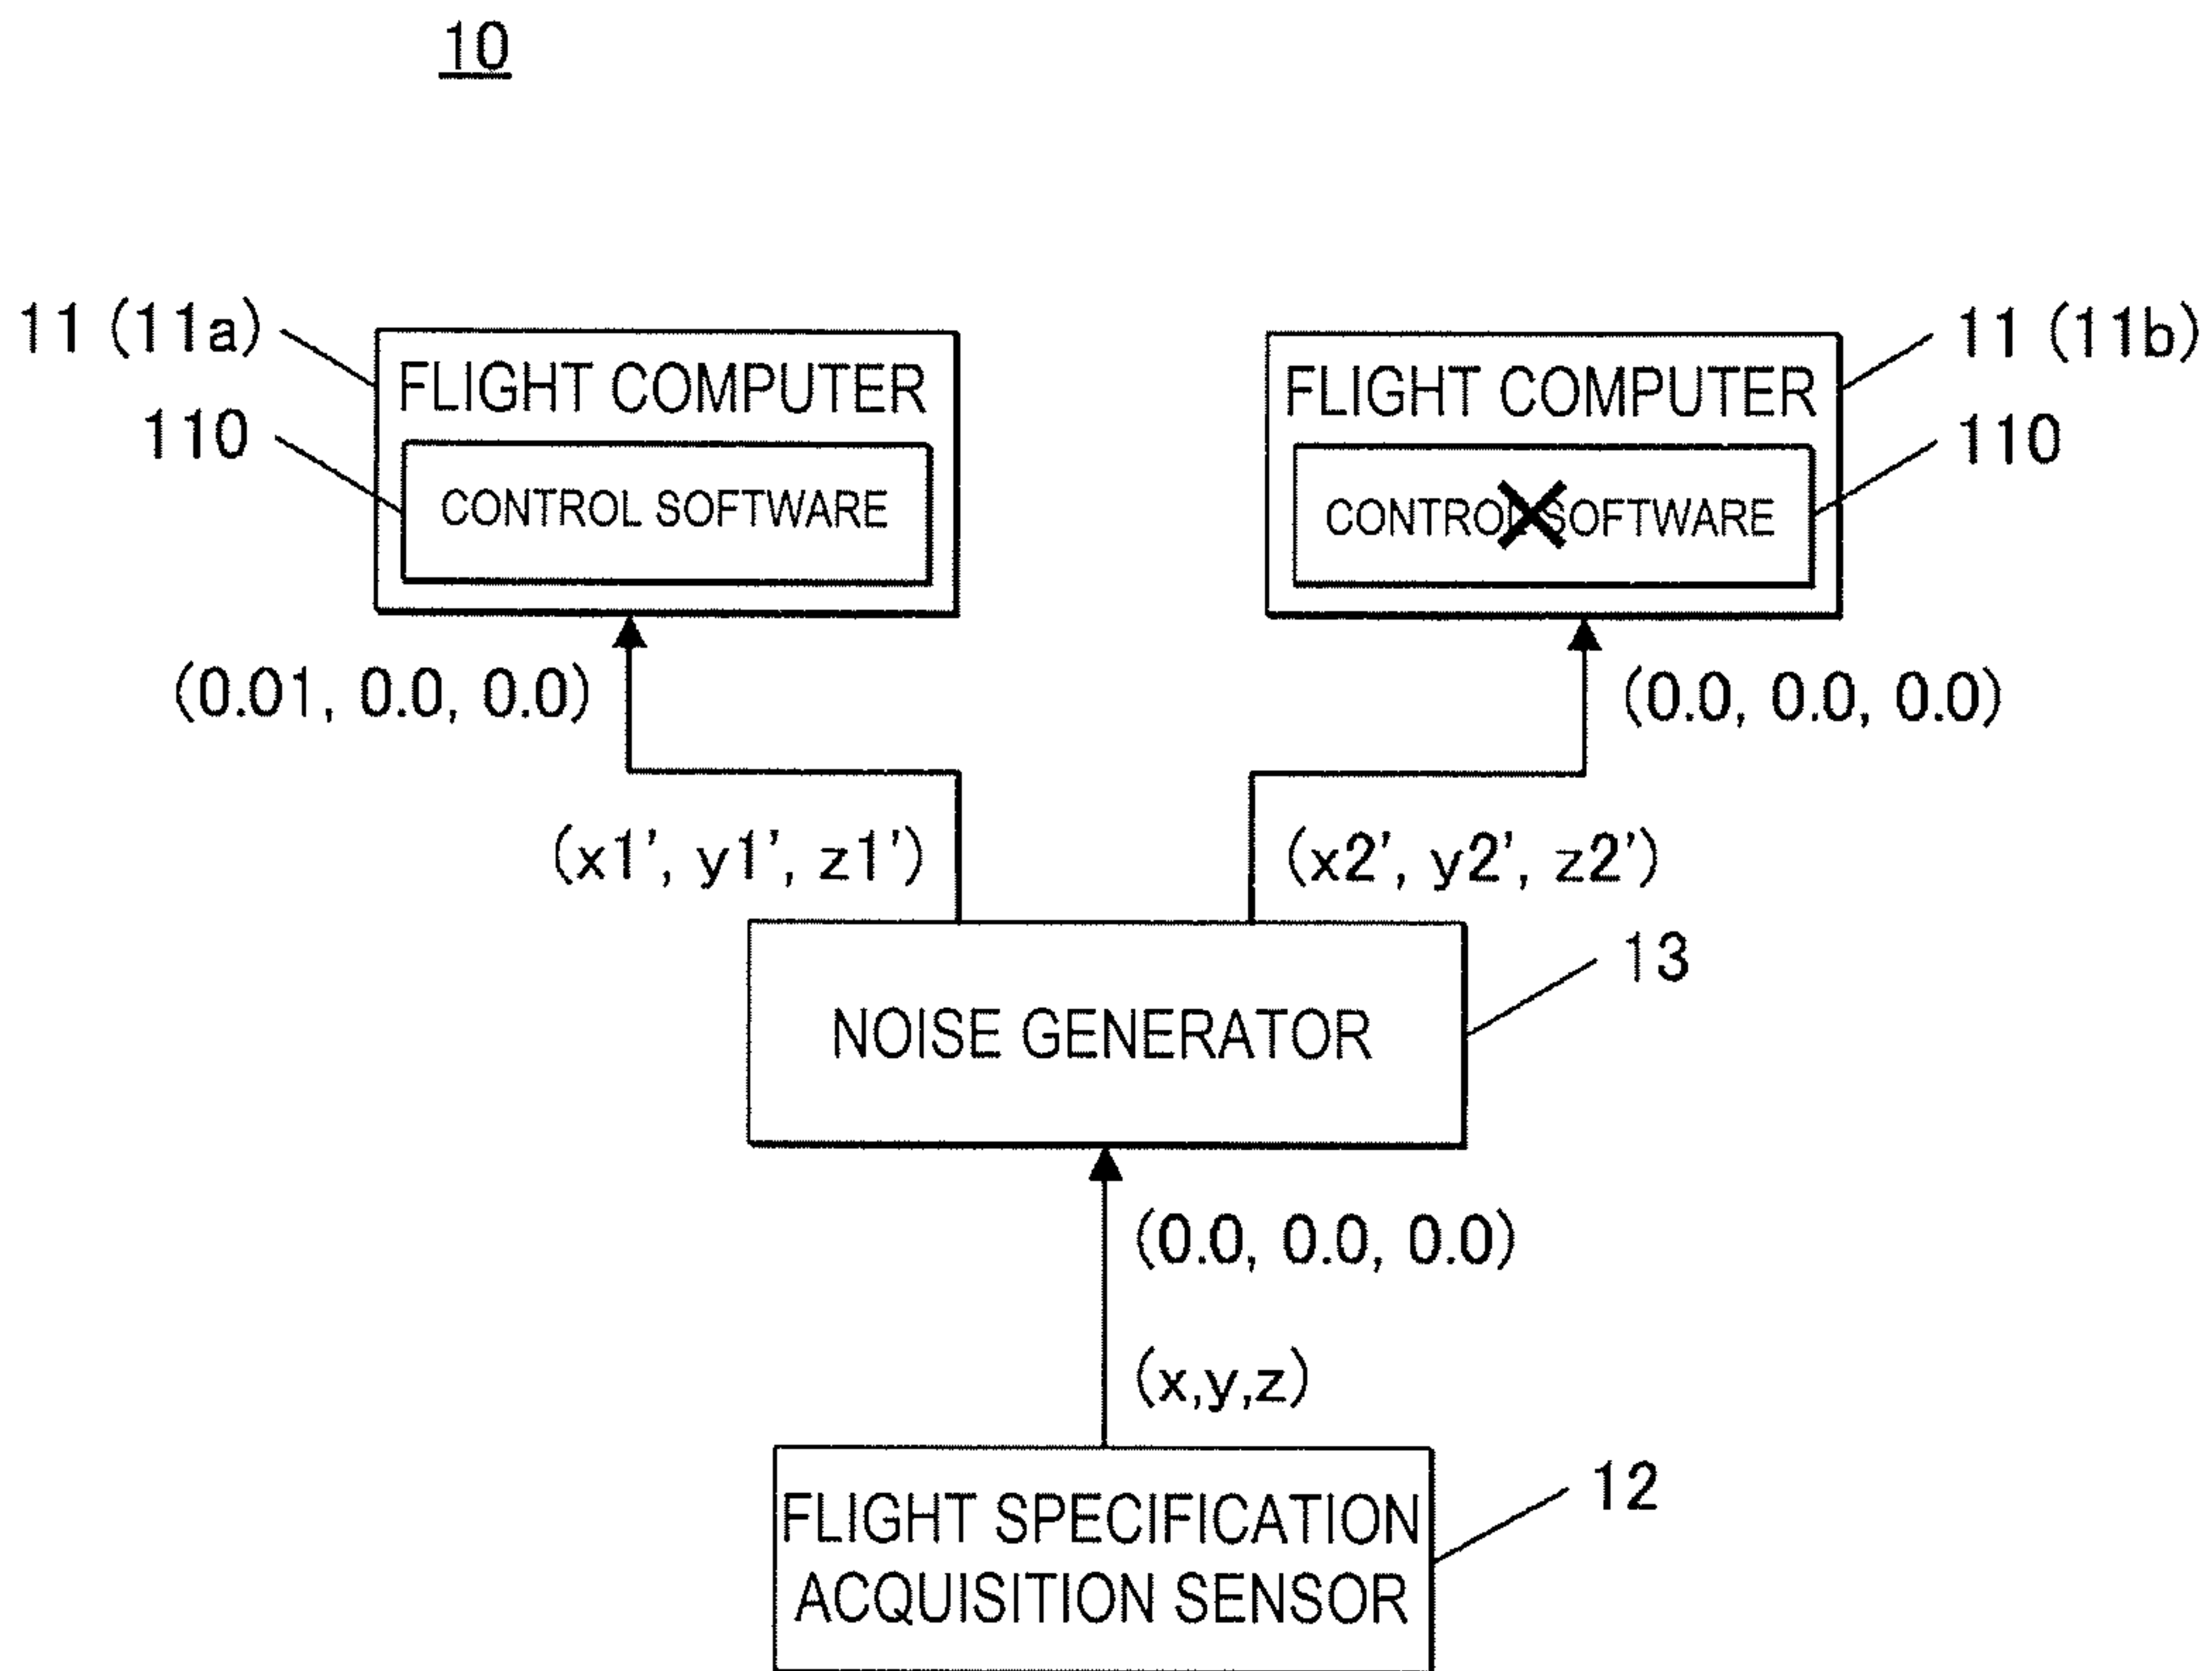 10
11 (11a)
FLIGHT COMPUTER
110
CONTROL SOFTWARE
11 (11b)
FLIGHT COMPUTER
110
CONTROL SOFTWARE
(0.01, 0.0, 0.0)
(0.0, 0.0, 0.0)
(x1', y1', z1')
(x2', y2', z2')
13
NOISE GENERATOR
(0.0, 0.0, 0.0)
(x,y,z)
12
FLIGHT SPECIFICATION
ACQUISITION SENSOR